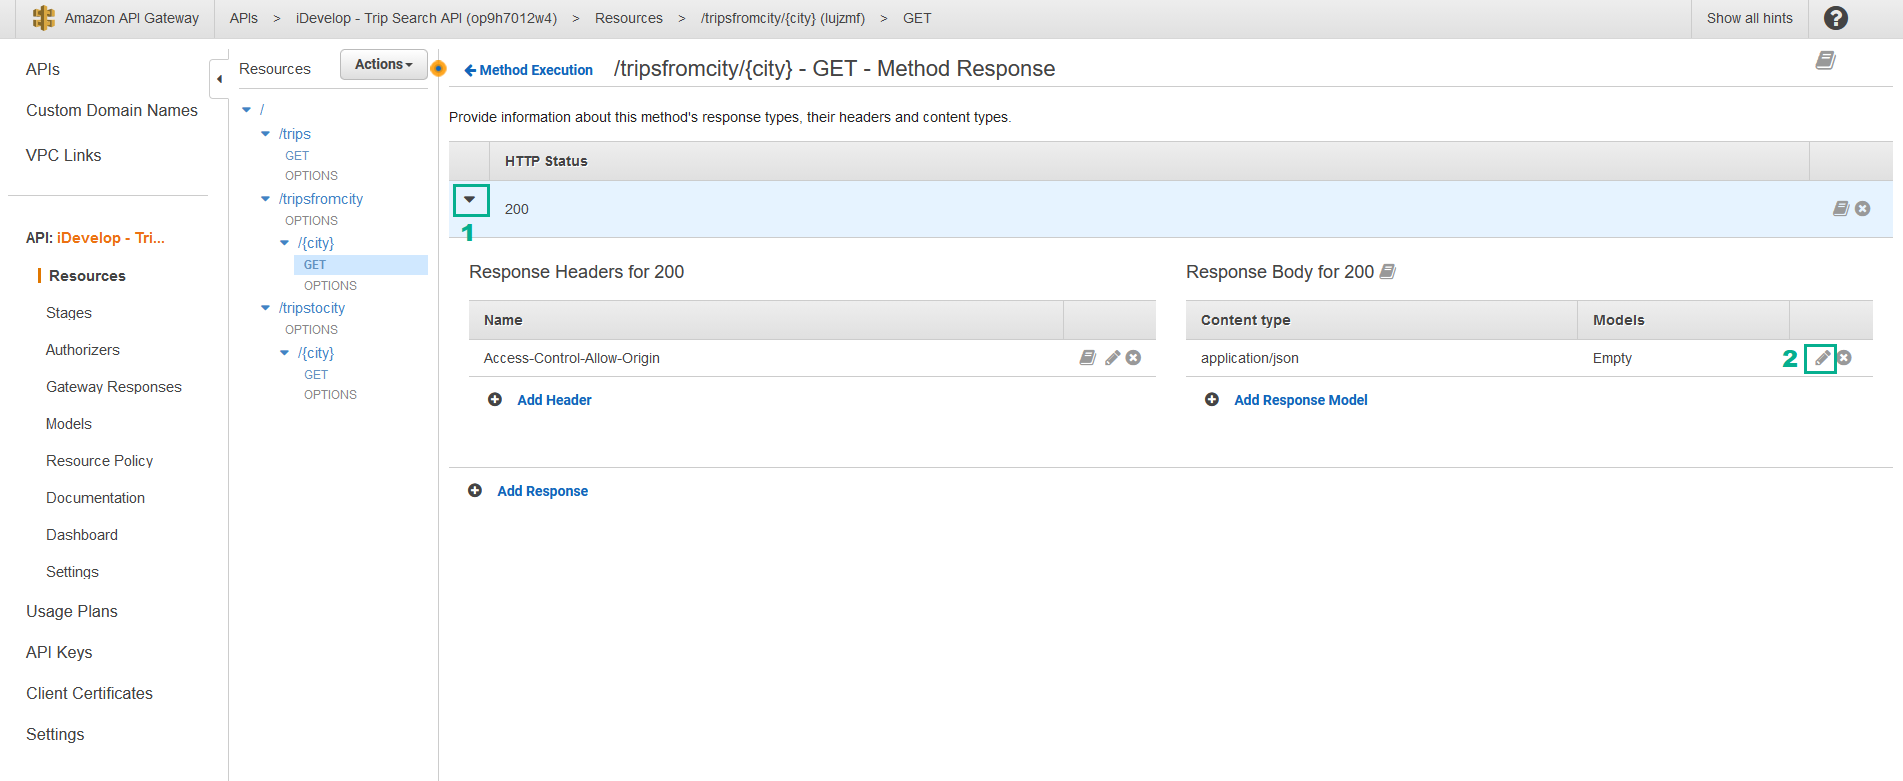 Amazon API Gateway
APIs > iDevelop - Trip Search API (op9h7012w4) > Resources > /tripsfromcity/{city} (lujzmf) > GET
Show all hints
?
APIs
Custom Domain Names
VPC Links
API: iDevelop - Tri...
Resources
Stages
Authorizers
Gateway Responses
Models
Resource Policy
Documentation
Dashboard
Settings
Usage Plans
API Keys
Client Certificates
Settings
Resources
Actions
/
/trips
GET
OPTIONS
/tripsfromcity
OPTIONS
/{city}
GET
OPTIONS
/tripstocity
OPTIONS
/{city}
GET
OPTIONS
Method Execution
/tripsfromcity/{city} - GET - Method Response
Provide information about this method's response types, their headers and content types.
HTTP Status
200
1
Response Headers for 200
Name
Access-Control-Allow-Origin
Add Header
Response Body for 200
Content type Models
application/json Empty
2
Add Response Model
Add Response